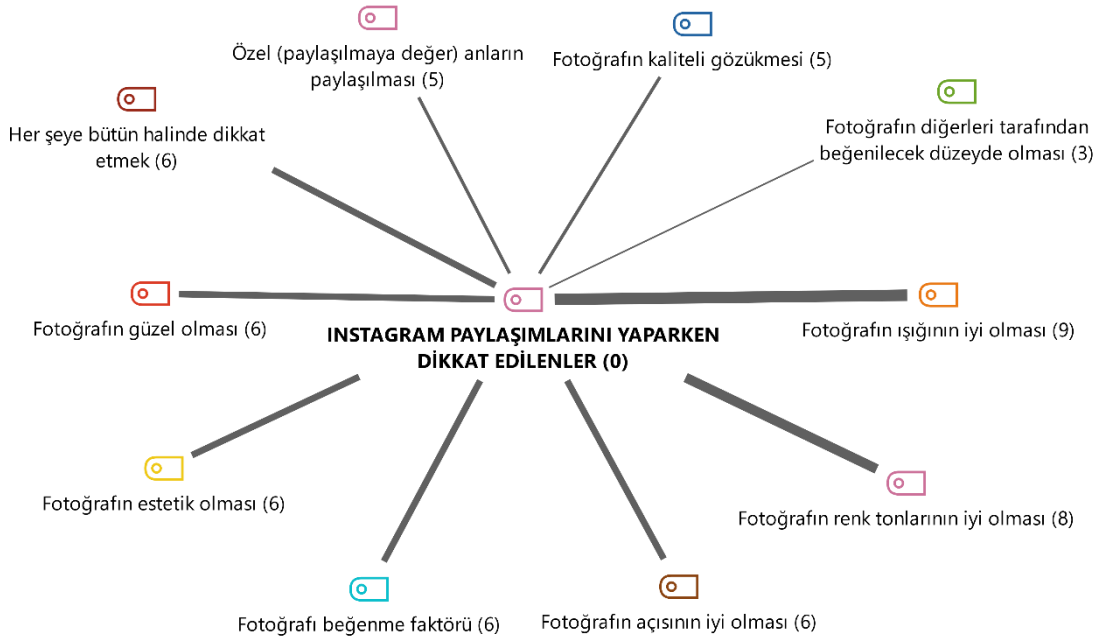 Özel (paylaşılmaya değer) anların
paylaşılması (5)
Fotoğrafın kaliteli gözükmesi (5)
Her şeye bütün halinde dikkat
etmek (6)
Fotoğrafın diğerleri tarafından
beğenilecek düzeyde olması (3)
Fotoğrafın güzel olması (6)
INSTAGRAM PAYLAŞIMLARINI YAPARKEN
DİKKAT EDİLENLER (0)
Fotoğrafın ışığının iyi olması (9)
Fotoğrafın estetik olması (6)
Fotoğrafın renk tonlarının iyi olması (8)
Fotoğrafı beğenme faktörü (6)
Fotoğrafın açısının iyi olması (6)